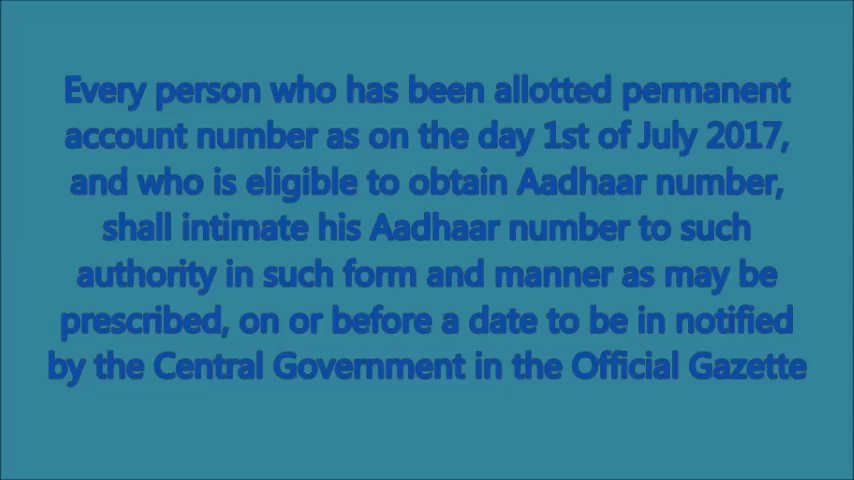 Every person who has been allotted permanent
account number as on the day 1st of July 2017,
and who is eligible to obtain Aadhaar number,
shall intimate his Aadhaar number to such
authority in such form and manner as may be
prescribed, on or before a date to be in notified
by the Central Government in the Official Gazette